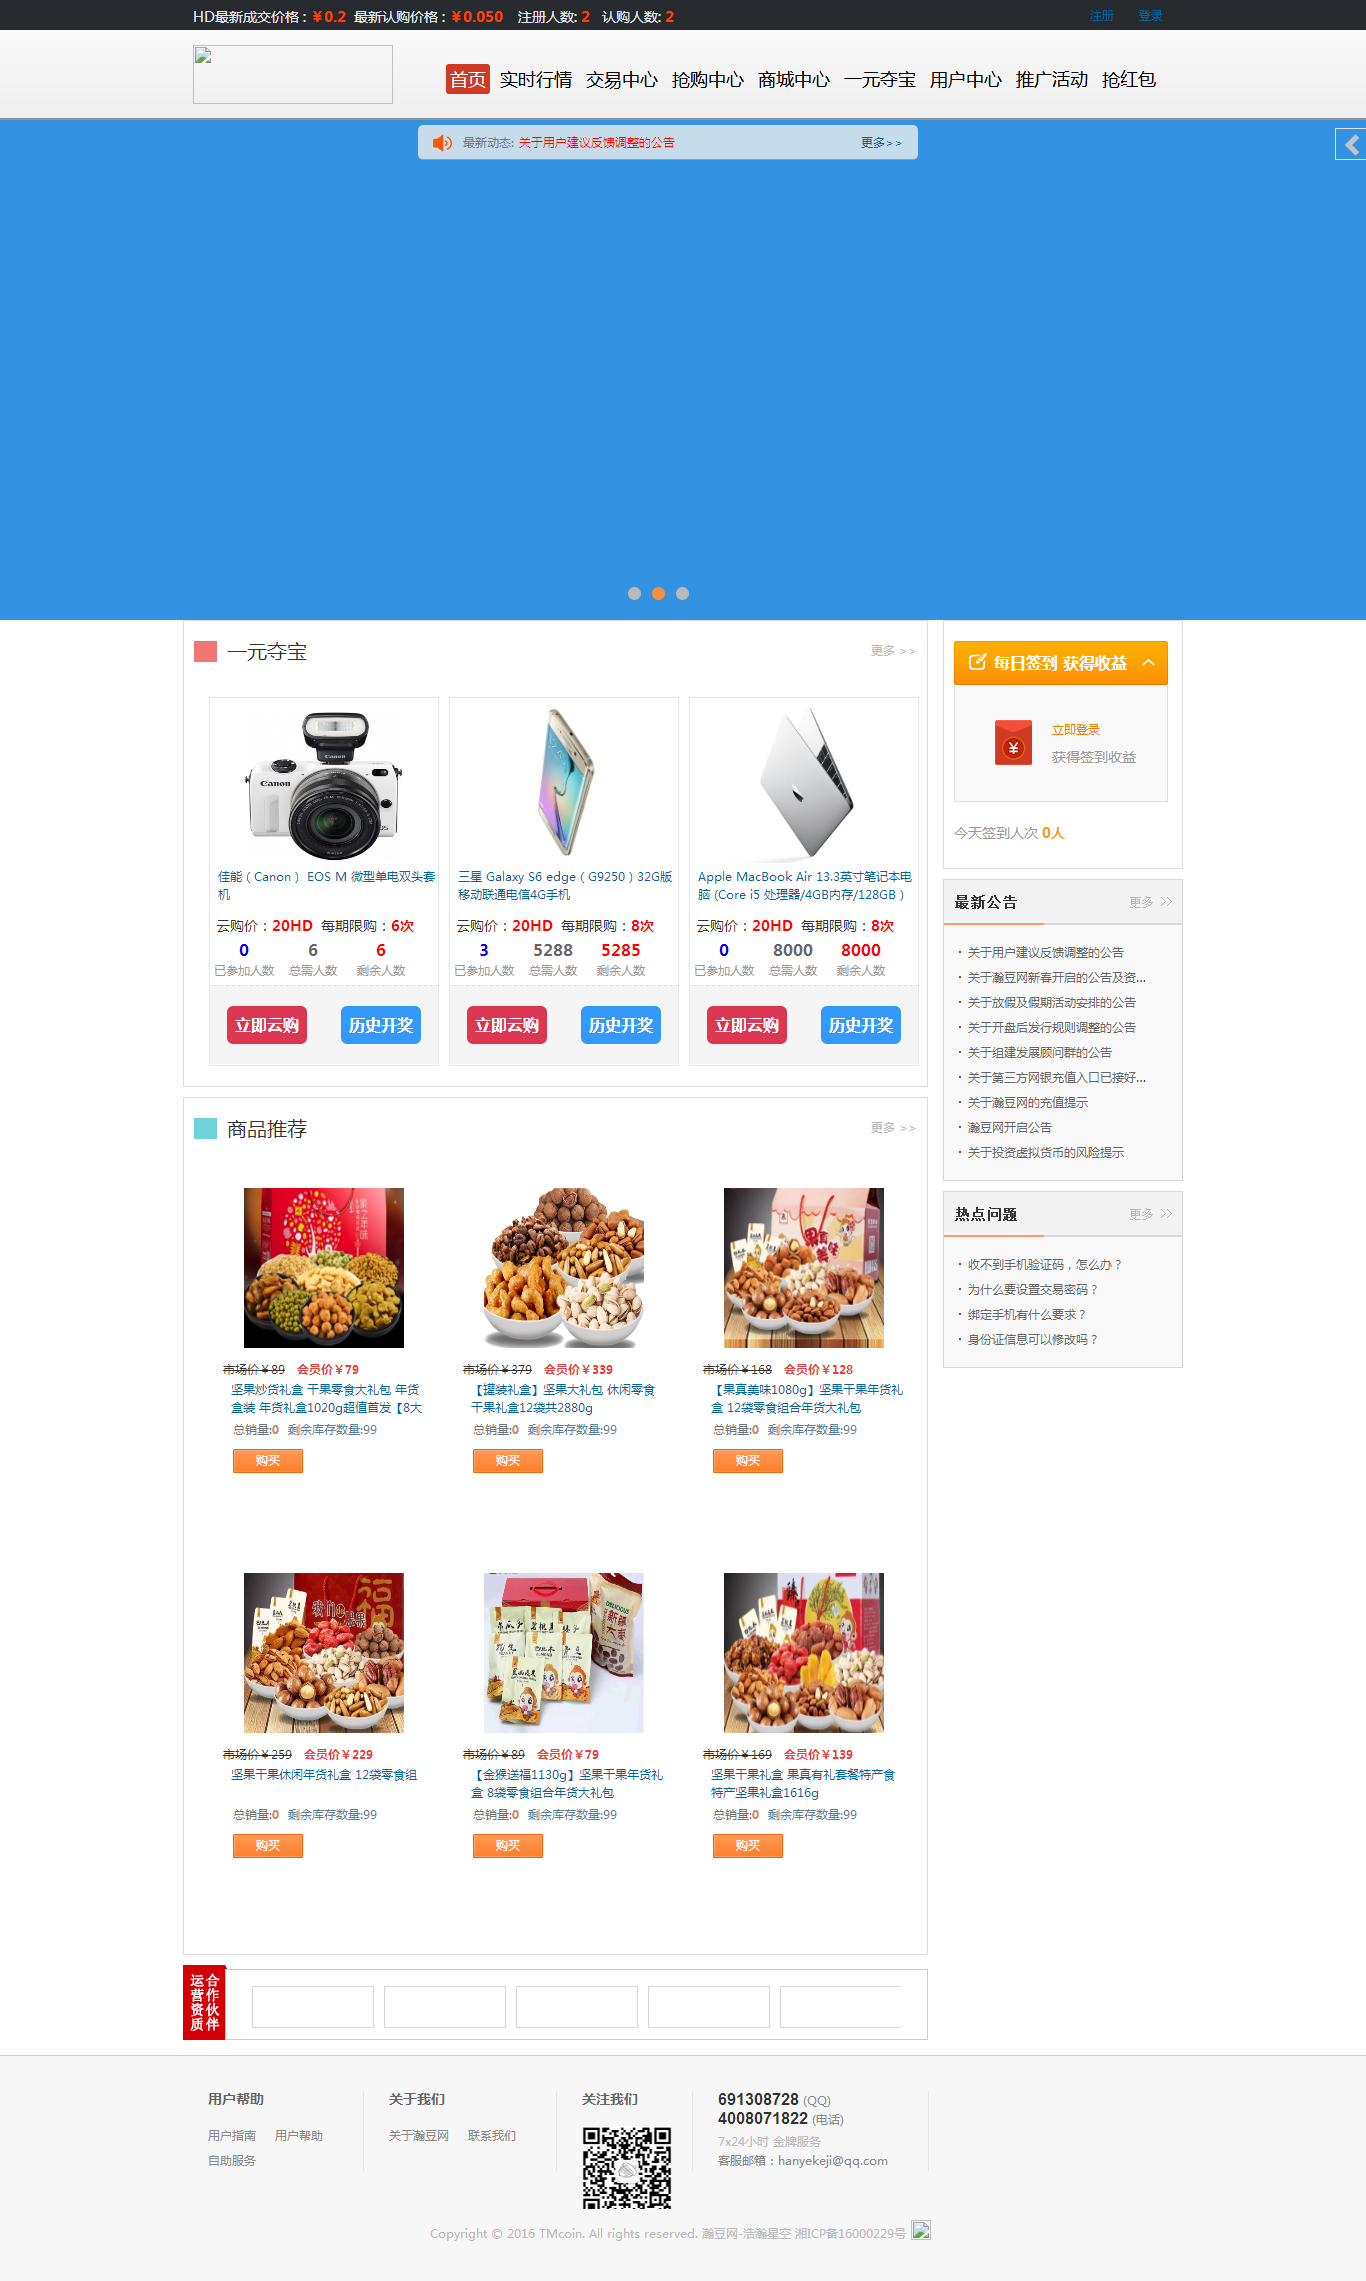 HD最新成交价格：￥0.2 最新认购价格：￥0.050 注册人数: 2 认购人数: 2
注册 登录
首页 实时行情 交易中心 抢购中心 商城中心 一元夺宝 用户中心 推广活动 抢红包
最新动态: 关于用户建议反馈调整的公告 更多>>
一元夺宝 更多 >>
Canon
Canon
佳能（Canon） EOS M 微型单电双头套
机
云购价：20HD 每期限购：6次
0 6 6
已参加人数 总需人数 剩余人数
立即云购 历史开奖
三星 Galaxy S6 edge（G9250）32G版
移动联通电信4G手机
云购价：20HD 每期限购：8次
3 5288 5285
已参加人数 总需人数 剩余人数
立即云购 历史开奖
Apple MacBook Air 13.3英寸笔记本电
脑 (Core i5 处理器/4GB内存/128GB）
云购价：20HD 每期限购：8次
0 8000 8000
已参加人数 总需人数 剩余人数
立即云购 历史开奖
每日签到 获得收益
¥
立即登录
获得签到收益
今天签到人次 0人
最新公告 更多 >>
· 关于用户建议反馈调整的公告
· 关于瀚豆网新春开启的公告及资...
· 关于放假及假期活动安排的公告
· 关于开盘后发行规则调整的公告
· 关于组建发展顾问群的公告
· 关于第三方网银充值入口已接好...
· 关于瀚豆网的充值提示
· 瀚豆网开启公告
· 关于投资虚拟货币的风险提示
热点问题 更多 >>
· 收不到手机验证码，怎么办？
· 为什么要设置交易密码？
· 绑定手机有什么要求？
· 身份证信息可以修改吗？
商品推荐 更多 >>
市场价￥89 会员价￥79
坚果炒货礼盒 干果零食大礼包 年货
盒装 年货礼盒1020g超值首发【8大
总销量:0 剩余库存数量:99
购买
市场价￥379 会员价￥339
【罐装礼盒】坚果大礼包 休闲零食
干果礼盒12袋共2880g
总销量:0 剩余库存数量:99
购买
果真美味
市场价￥168 会员价￥128
【果真美味1080g】坚果干果年货礼
盒 12袋零食组合年货大礼包
总销量:0 剩余库存数量:99
购买
福
市场价￥259 会员价￥229
坚果干果休闲年货礼盒 12袋零食组
总销量:0 剩余库存数量:99
购买
DELICIOUS
新疆大枣
市场价￥89 会员价￥79
【金猴送福1130g】坚果干果年货礼
盒 8袋零食组合年货大礼包
总销量:0 剩余库存数量:99
购买
市场价￥169 会员价￥139
坚果干果礼盒 果真有礼套餐特产食
特产坚果礼盒1616g
总销量:0 剩余库存数量:99
购买
合作伙伴
运营资质
用户帮助
用户指南 用户帮助
自助服务
关于我们
关于瀚豆网 联系我们
关注我们
691308728 (QQ)
4008071822 (电话)
7x24小时 金牌服务
客服邮箱：hanyekeji@qq.com
Copyright © 2016 TMcoin. All rights reserved. 瀚豆网-浩瀚星空 湘ICP备16000229号